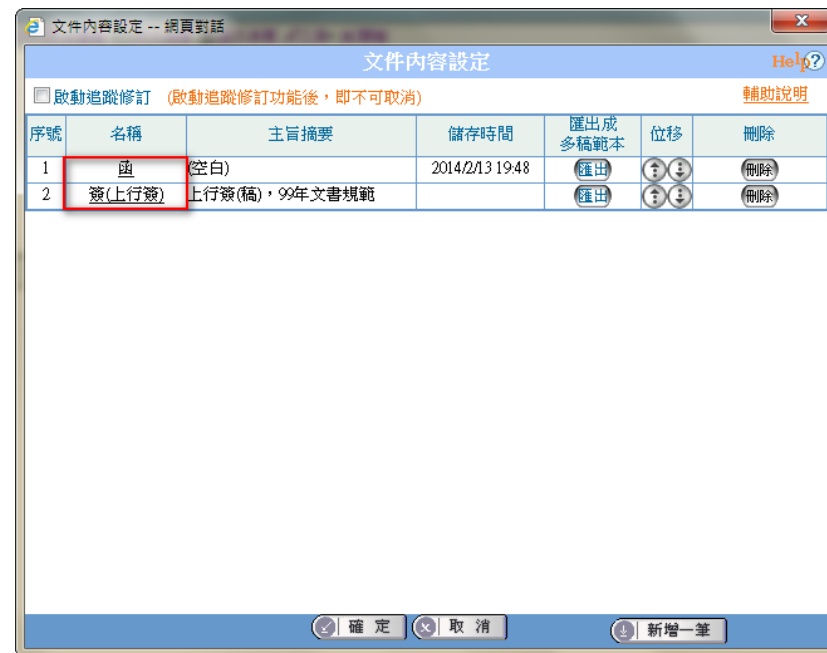 文件內容設定 -- 網頁對話
文件內容設定 Help?
啟動追蹤修訂 (啟動追蹤修訂功能後，即不可取消) 輔助說明
序號 名稱 主旨摘要 儲存時間 匯出成多稿範本 位移 刪除
1 函 (空白) 2014/2/13 19:48 匯出 刪除
2 簽(上行簽) 上行簽(稿)，99年文書規範 匯出 刪除
確 定 取 消 新增一筆